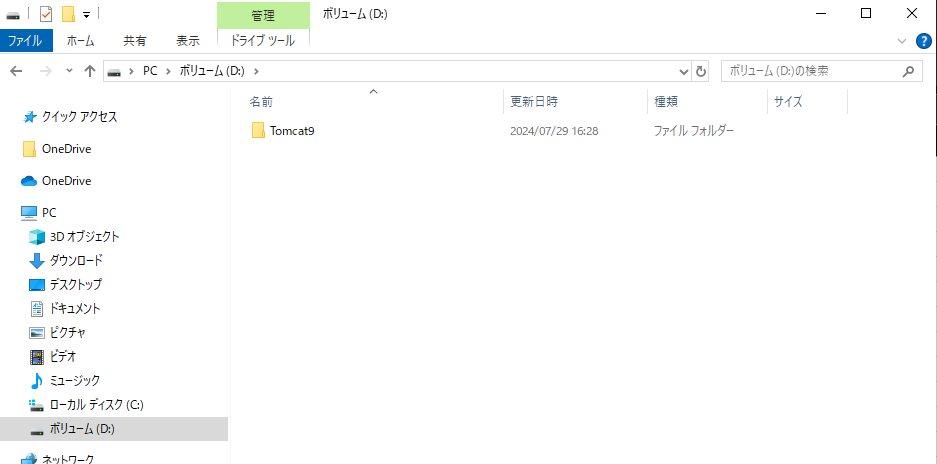 管理
ボリューム (D:)
ファイル
ホーム
共有
表示
ドライブ ツール
PC
ボリューム (D:)
ボリューム (D:)の検索
名前
更新日時
種類
サイズ
Tomcat9
2024/07/29 16:28
ファイル フォルダー
クイック アクセス
OneDrive
OneDrive
PC
3D オブジェクト
ダウンロード
デスクトップ
ドキュメント
ピクチャ
ビデオ
ミュージック
ローカル ディスク (C:)
ボリューム (D:)
ネットワーク